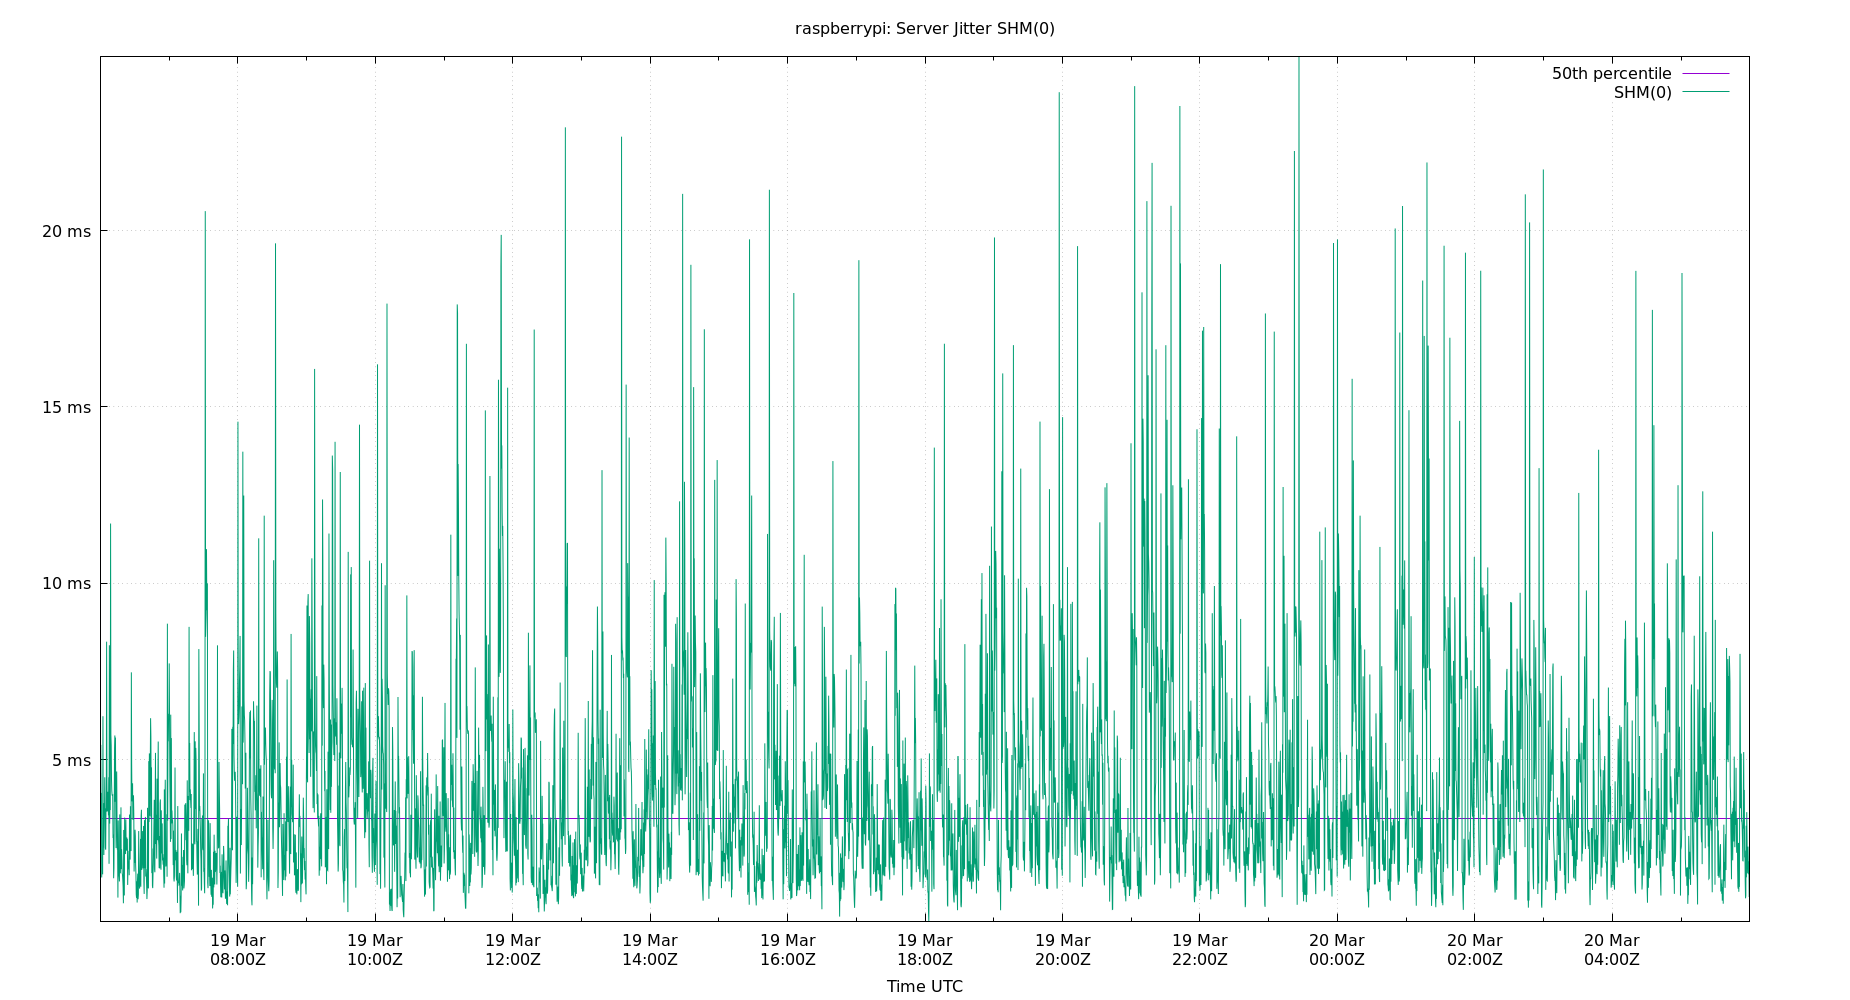 raspberrypi: Server Jitter SHM(0)
50th percentile
SHM(0)
20 ms
15 ms
10 ms
5 ms
19 Mar 19 Mar 19 Mar 19 Mar 19 Mar 19 Mar 19 Mar 19 Mar 20 Mar 20 Mar 20 Mar
08:00Z 10:00Z 12:00Z 14:00Z 16:00Z 18:00Z 20:00Z 22:00Z 00:00Z 02:00Z 04:00Z
Time UTC